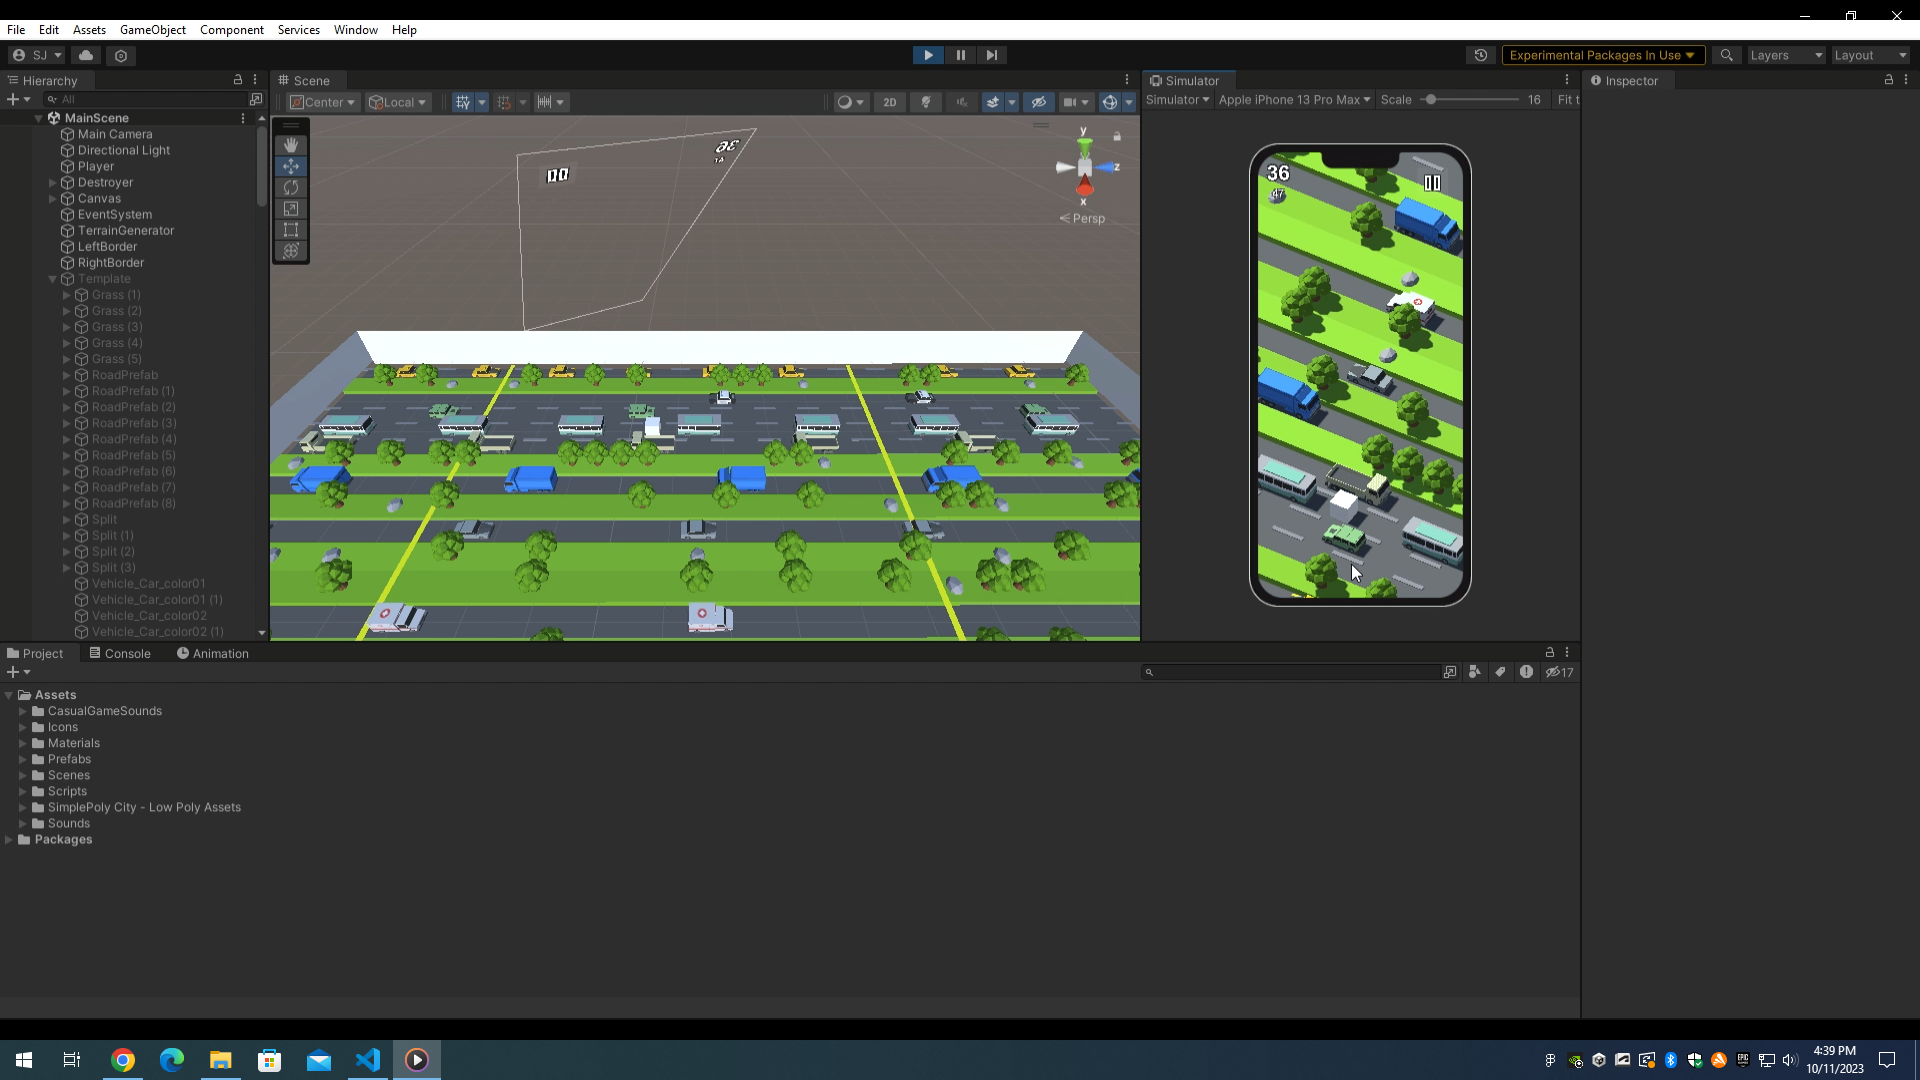 File Edit Assets GameObject Component Services Window Help
SJ
Experimental Packages In Use
Layers
Layout
Hierarchy
All
MainScene
Main Camera
Directional Light
Player
Destroyer
Canvas
EventSystem
TerrainGenerator
LeftBorder
RightBorder
Template
Grass (1)
Grass (2)
Grass (3)
Grass (4)
Grass (5)
RoadPrefab
RoadPrefab (1)
RoadPrefab (2)
RoadPrefab (3)
RoadPrefab (4)
RoadPrefab (5)
RoadPrefab (6)
RoadPrefab (7)
RoadPrefab (8)
Split
Split (1)
Split (2)
Split (3)
Vehicle_Car_color01
Vehicle_Car_color01 (1)
Vehicle_Car_color02
Vehicle_Car_color02 (1)
Scene
Center Local
2D
y
z
x
Persp
36
47
Simulator
Simulator Apple iPhone 13 Pro Max Scale 16 Fit t
36
47
Inspector
Project Console Animation
17
Assets
CasualGameSounds
Icons
Materials
Prefabs
Scenes
Scripts
SimplePoly City - Low Poly Assets
Sounds
Packages
4:39 PM
10/11/2023